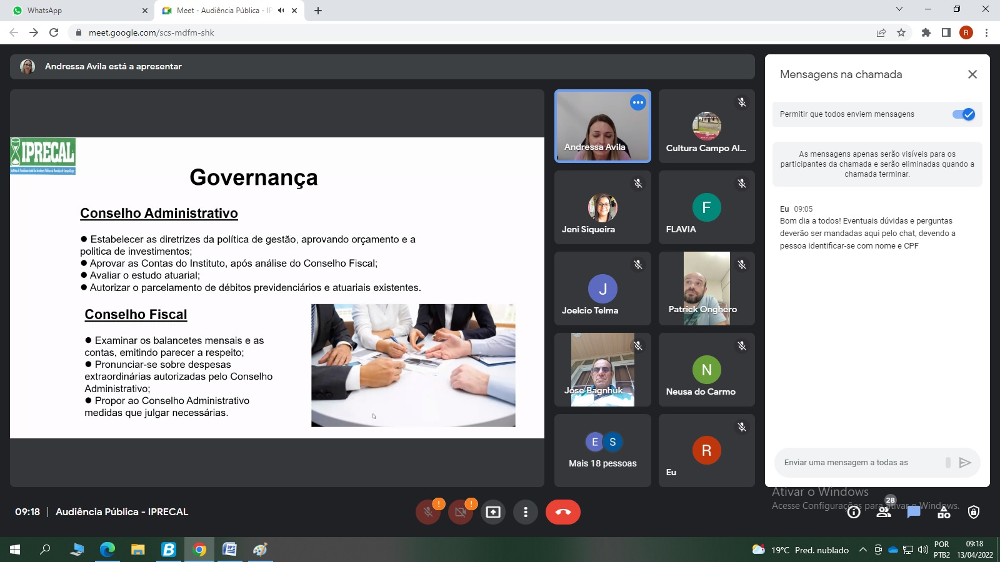 WhatsApp
Meet - Audiência Pública - IP
meet.google.com/scs-mdfm-shk
R
Andressa Avila está a apresentar
IPRECAL
Governança
Conselho Administrativo
● Estabelecer as diretrizes da política de gestão, aprovando orçamento e a
politica de investimentos;
● Aprovar as Contas do Instituto, após análise do Conselho Fiscal;
● Avaliar o estudo atuarial;
● Autorizar o parcelamento de débitos previdenciários e atuariais existentes.
Conselho Fiscal
● Examinar os balancetes mensais e as
contas, emitindo parecer a respeito;
● Pronunciar-se sobre despesas
extraordinárias autorizadas pelo Conselho
Administrativo;
● Propor ao Conselho Administrativo
medidas que julgar necessárias.
Andressa Avila
Cultura Campo Al...
Jeni Siqueira
F
FLAVIA
J
Joelcio Telma
Patrick Onghero
Jose Bagnhuk
N
Neusa do Carmo
E S
Mais 18 pessoas
R
Eu
Mensagens na chamada
Permitir que todos enviem mensagens
As mensagens apenas serão visíveis para os
participantes da chamada e serão eliminadas quando a
chamada terminar.
Eu 09:05
Bom dia a todos! Eventuais dúvidas e perguntas
deverão ser mandadas aqui pelo chat, devendo a
pessoa identificar-se com nome e CPF
Enviar uma mensagem a todas as
Ativar o Windows
Acesse Configurações para ativar o Windows.
28
09:18 | Audiência Pública - IPRECAL
19°C Pred. nublado
POR
PTB2
09:18
13/04/2022